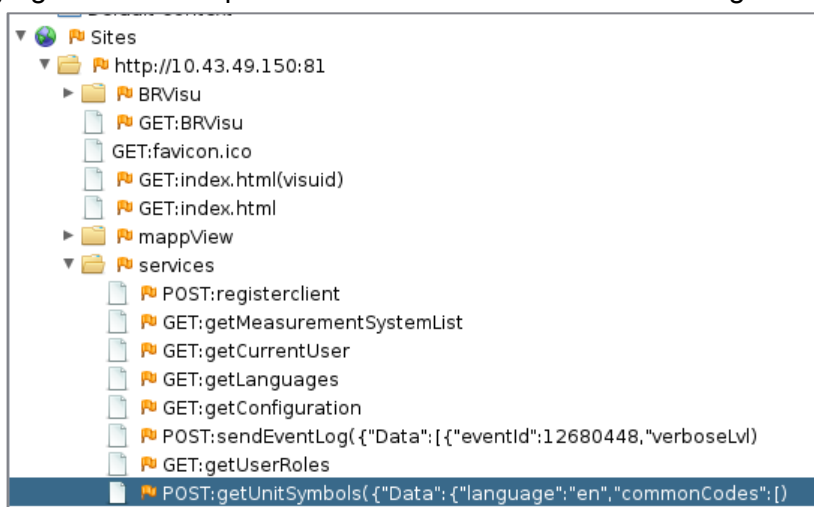 Sites
http://10.43.49.150:81
BRVisu
GET:BRVisu
GET:favicon.ico
GET:index.html(visuid)
GET:index.html
mappView
services
POST:registerclient
GET:getMeasurementSystemList
GET:getCurrentUser
GET:getLanguages
GET:getConfiguration
POST:sendEventLog({"Data":[{"eventId":12680448,"verboseLvl)
GET:getUserRoles
POST:getUnitSymbols({"Data":{"language":"en","commonCodes":[)